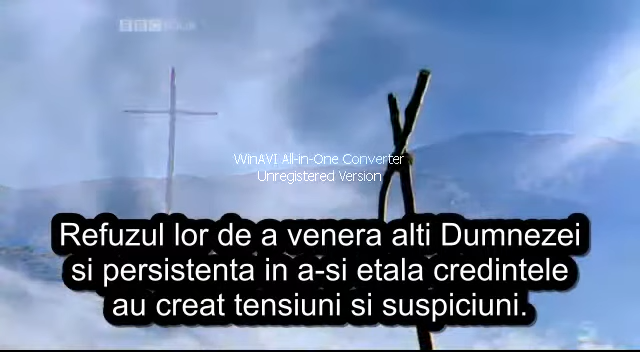 BBC FOUR
WinAVI All-in-One Converter
Unregistered Version
Refuzul lor de a venera alti Dumnezei
si persistenta in a-si etala credintele
au creat tensiuni si suspiciuni.